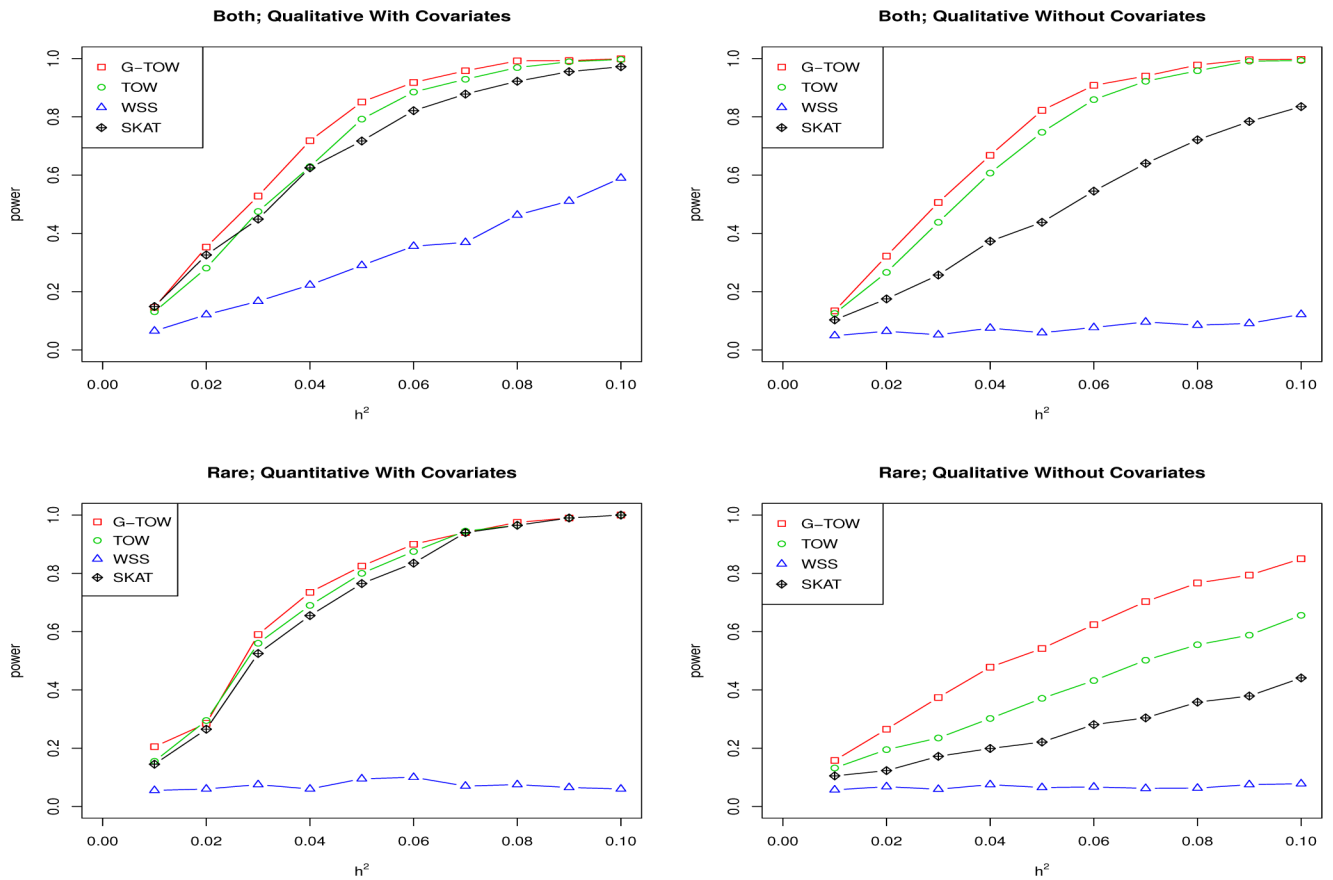 Both; Qualitative With Covariates
G−TOW
TOW
WSS
SKAT
power
0.0 0.2 0.4 0.6 0.8 1.0
0.00 0.02 0.04 0.06 0.08 0.10
h²
Both; Qualitative Without Covariates
G−TOW
TOW
WSS
SKAT
power
0.0 0.2 0.4 0.6 0.8 1.0
0.00 0.02 0.04 0.06 0.08 0.10
h²
Rare; Quantitative With Covariates
G−TOW
TOW
WSS
SKAT
power
0.0 0.2 0.4 0.6 0.8 1.0
0.00 0.02 0.04 0.06 0.08 0.10
h²
Rare; Qualitative Without Covariates
G−TOW
TOW
WSS
SKAT
power
0.0 0.2 0.4 0.6 0.8 1.0
0.00 0.02 0.04 0.06 0.08 0.10
h²